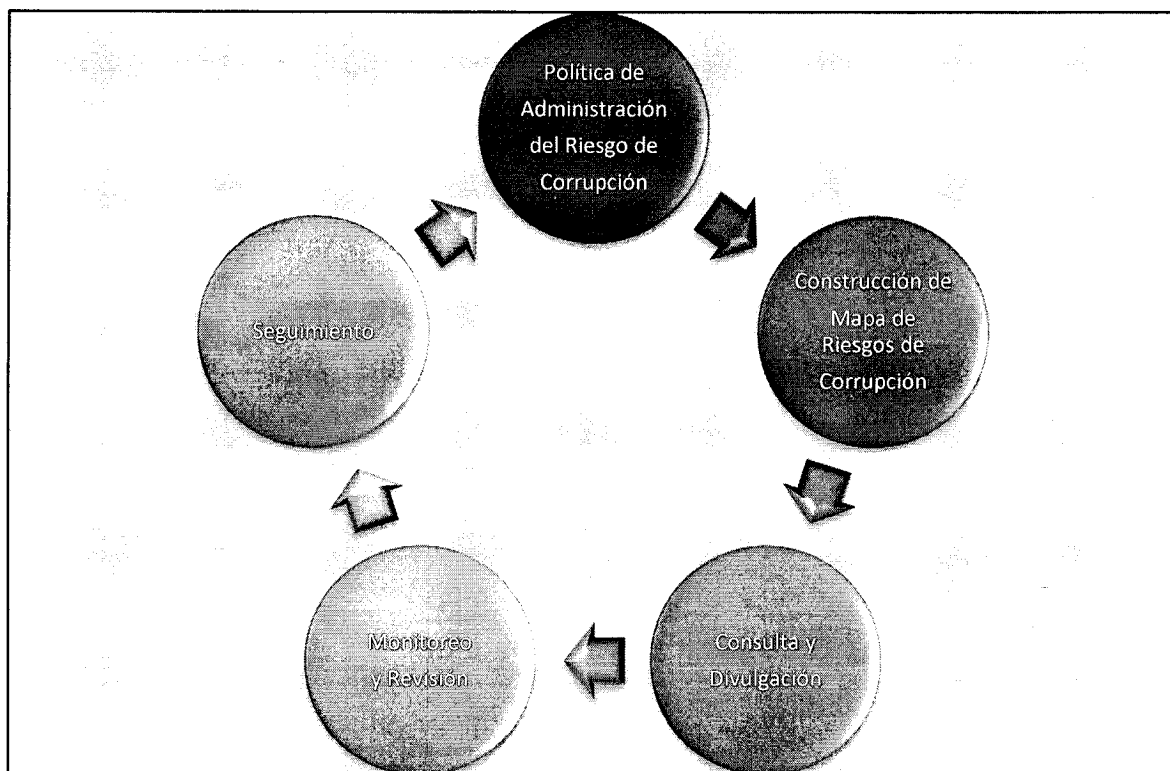 Política de
Administración
del Riesgo de
Corrupción
Construcción de
Mapa de
Riesgos de
Corrupción
Consulta y
Divulgación
Monitoreo
y Revisión
Seguimiento